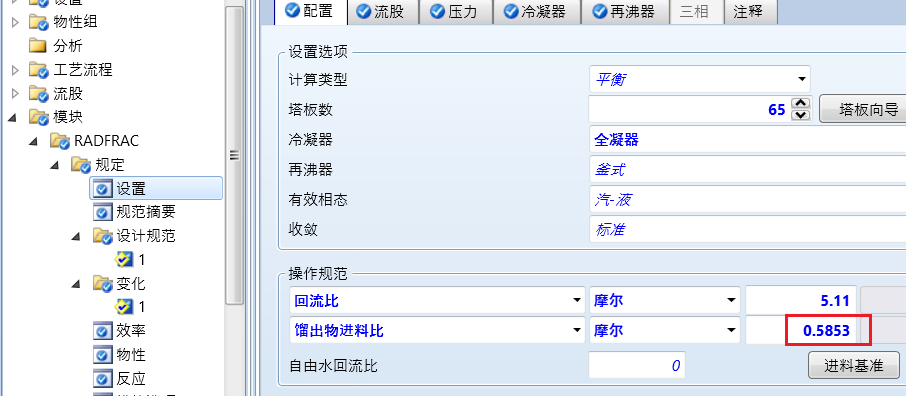 设置
物性组
分析
工艺流程
流股
模块
RADFRAC
规定
设置
规范摘要
设计规范
1
变化
1
效率
物性
反应
配置 流股 压力 冷凝器 再沸器 三相 注释
设置选项
计算类型 平衡
塔板数 65 塔板向导
冷凝器 全凝器
再沸器 釜式
有效相态 汽-液
收敛 标准
操作规范
回流比 摩尔 5.11
馏出物进料比 摩尔 0.5853
自由水回流比 0 进料基准